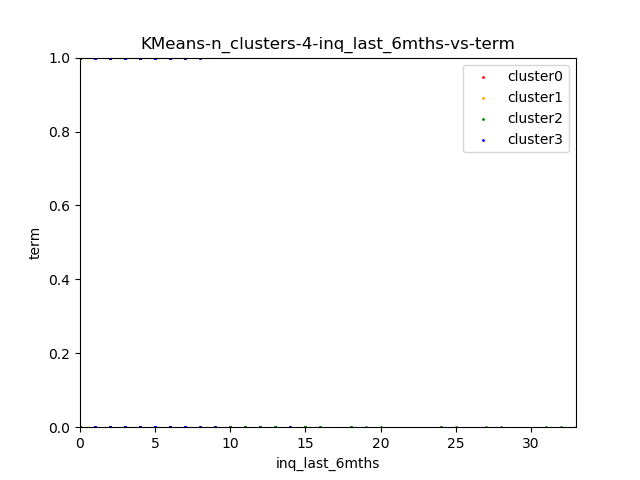 KMeans-n_clusters-4-inq_last_6mths-vs-term
1.0
cluster0
cluster1
cluster2
cluster3
0.8
0.6
term
0.4
0.2
0.0
0 5 10 15 20 25 30
inq_last_6mths